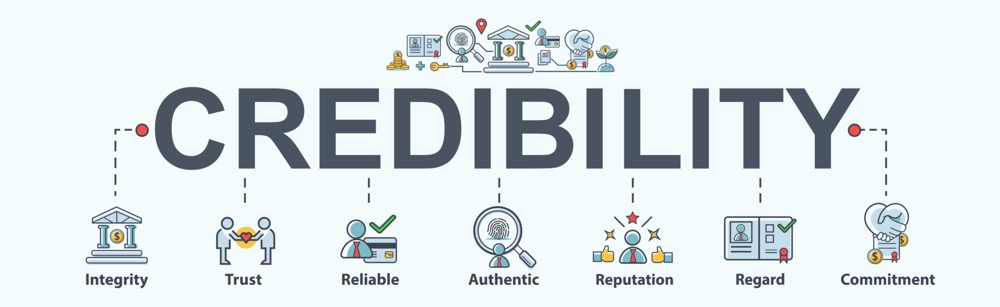 CREDIBILITY
Integrity Trust Reliable Authentic Reputation Regard Commitment